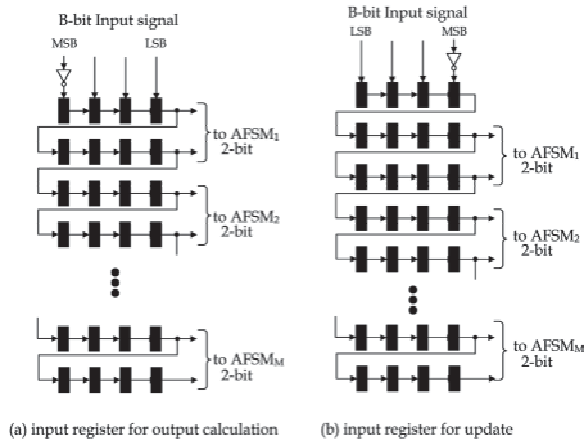 B-bit Input signal
MSB
LSB
to AFSM1
2-bit
to AFSM2
2-bit
to AFSMM
2-bit
(a) input register for output calculation
B-bit Input signal
LSB
MSB
to AFSM1
2-bit
to AFSM2
2-bit
to AFSMM
2-bit
(b) input register for update